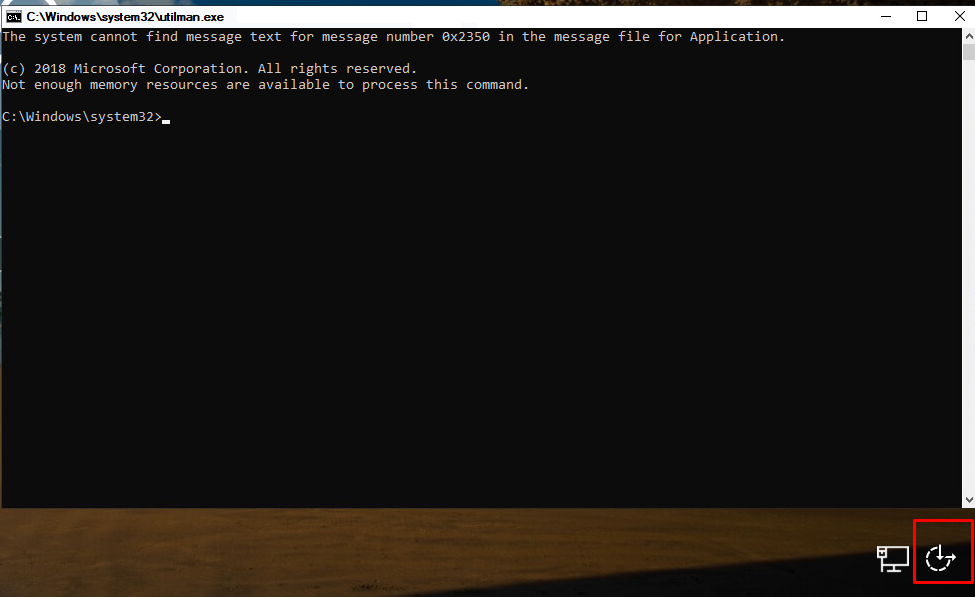 C:\Windows\system32\utilman.exe
The system cannot find message text for message number 0x2350 in the message file for Application.
(c) 2018 Microsoft Corporation. All rights reserved.
Not enough memory resources are available to process this command.
C:\Windows\system32>